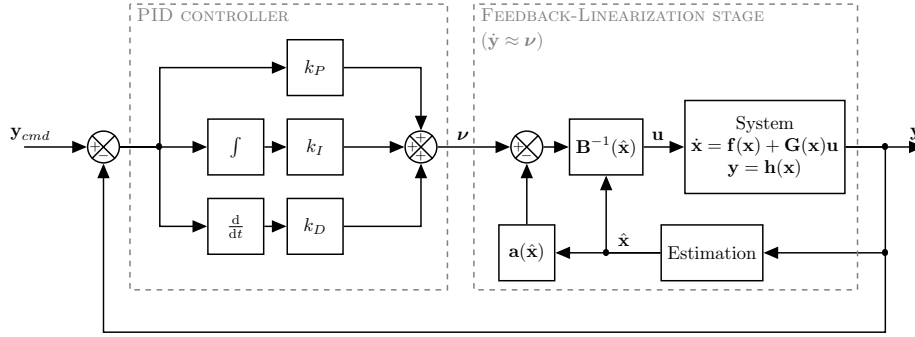 PID CONTROLLER
FEEDBACK-LINEARIZATION STAGE
(ẏ ≈ ν)
k_P
y_cmd
+
−
∫
k_I
+
+
+
ν
+
−
B⁻¹(x̂)
u
System
ẋ = f(x) + G(x)u
y = h(x)
y
d/dt
k_D
a(x̂)
x̂
Estimation